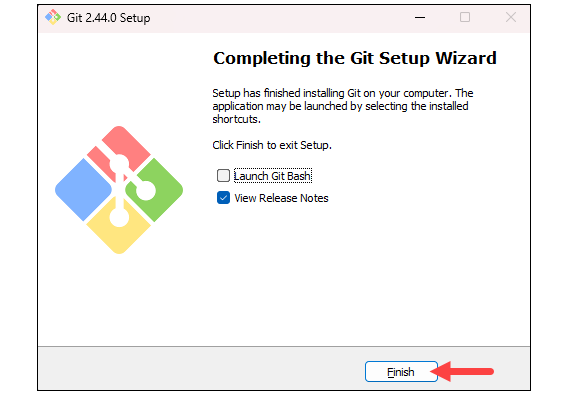 Git 2.44.0 Setup
Completing the Git Setup Wizard
Setup has finished installing Git on your computer. The
application may be launched by selecting the installed
shortcuts.
Click Finish to exit Setup.
Launch Git Bash
View Release Notes
Finish